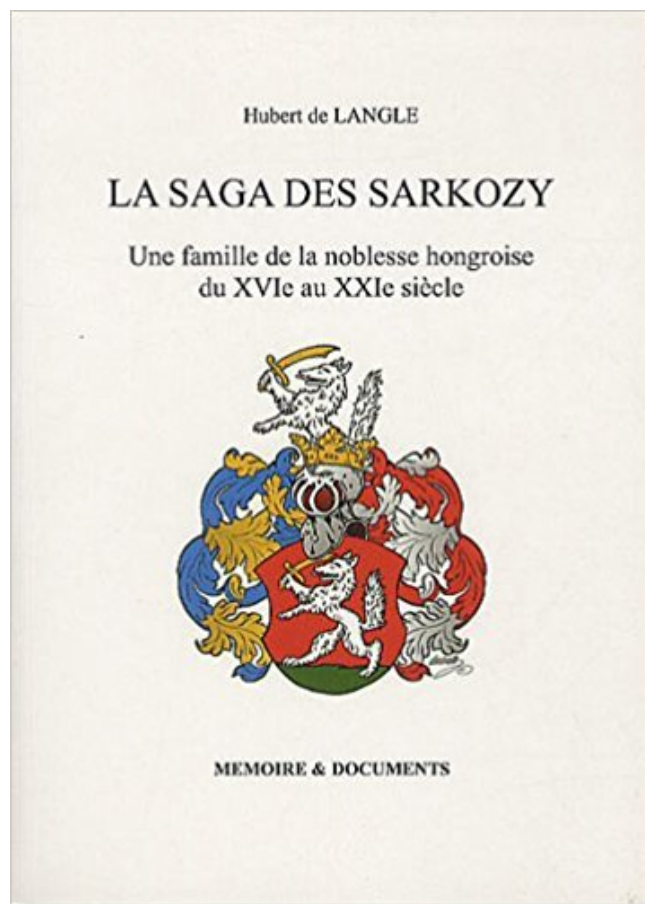 Hubert de LANGLE
LA SAGA DES SARKOZY
Une famille de la noblesse hongroise
du XVIe au XXIe siècle
MEMOIRE & DOCUMENTS